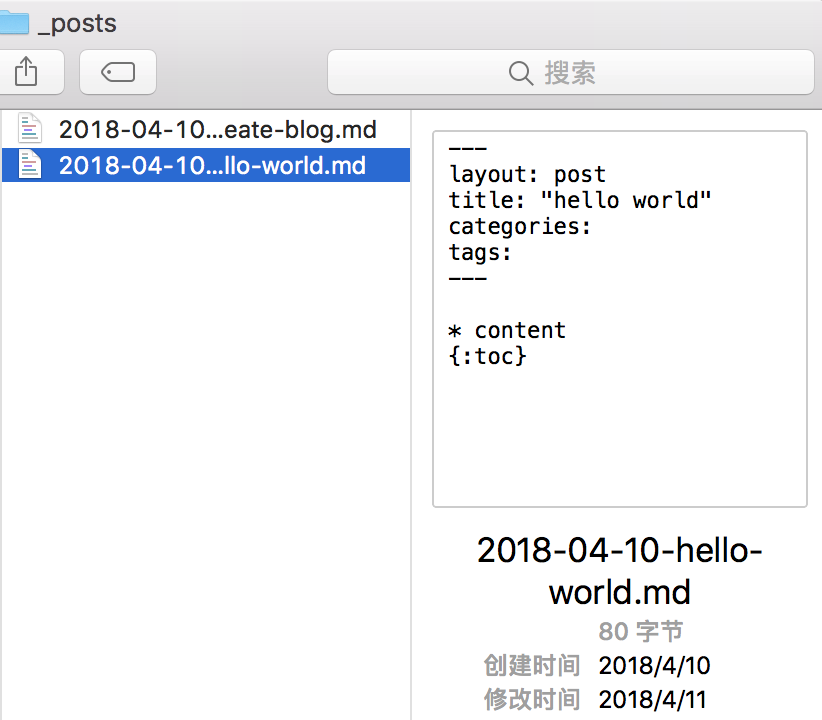 _posts
搜索
2018-04-10...eate-blog.md
2018-04-10...llo-world.md
---
layout: post
title: "hello world"
categories:
tags:
---
* content
{:toc}
2018-04-10-hello-
world.md
80 字节
创建时间 2018/4/10
修改时间 2018/4/11